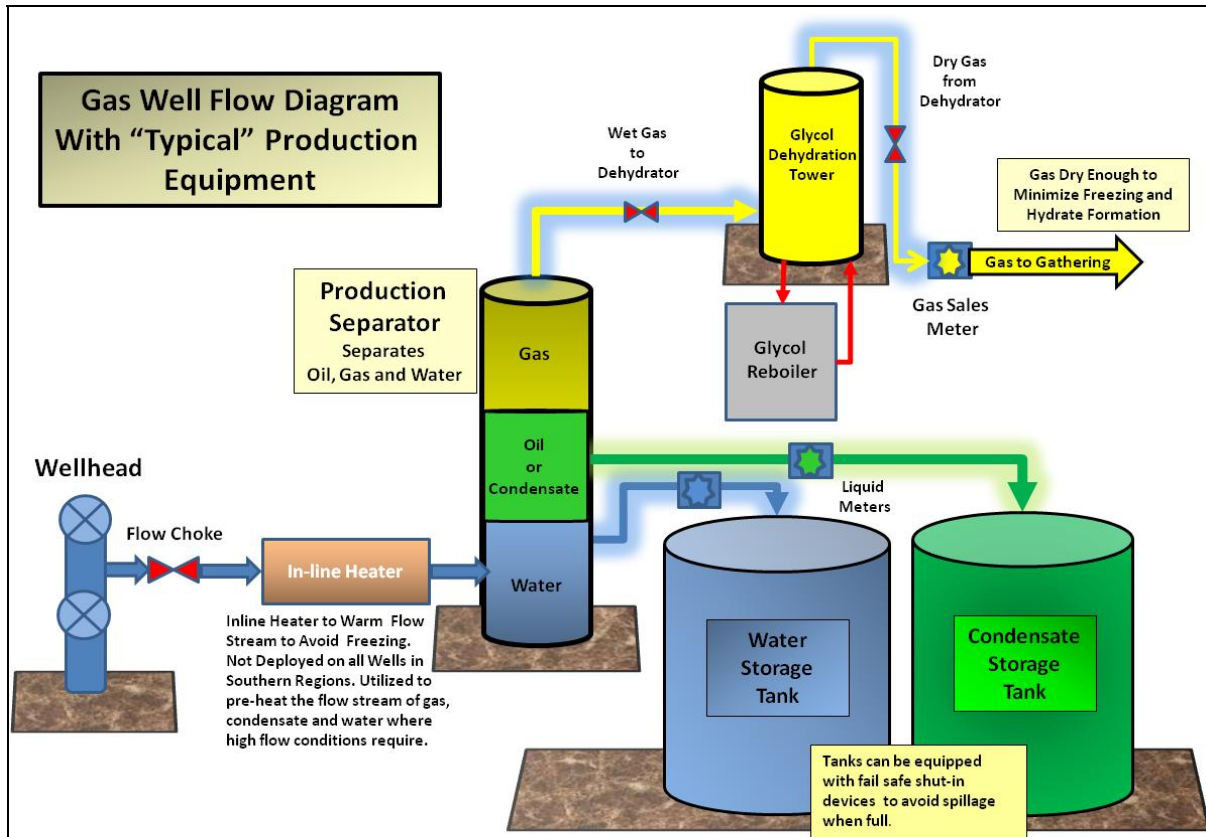 Gas Well Flow Diagram
With “Typical” Production
Equipment
Wet Gas
to
Dehydrator
Glycol
Dehydration
Tower
Dry Gas
from
Dehydrator
Gas Dry Enough to
Minimize Freezing and
Hydrate Formation
Gas to Gathering
Gas Sales
Meter
Glycol
Reboiler
Production
Separator
Separates
Oil, Gas and Water
Gas
Oil
or
Condensate
Water
Liquid
Meters
Wellhead
Flow Choke
In-line Heater
Inline Heater to Warm Flow
Stream to Avoid Freezing.
Not Deployed on all Wells in
Southern Regions. Utilized to
pre-heat the flow stream of gas,
condensate and water where
high flow conditions require.
Water
Storage
Tank
Condensate
Storage
Tank
Tanks can be equipped
with fail safe shut-in
devices to avoid spillage
when full.